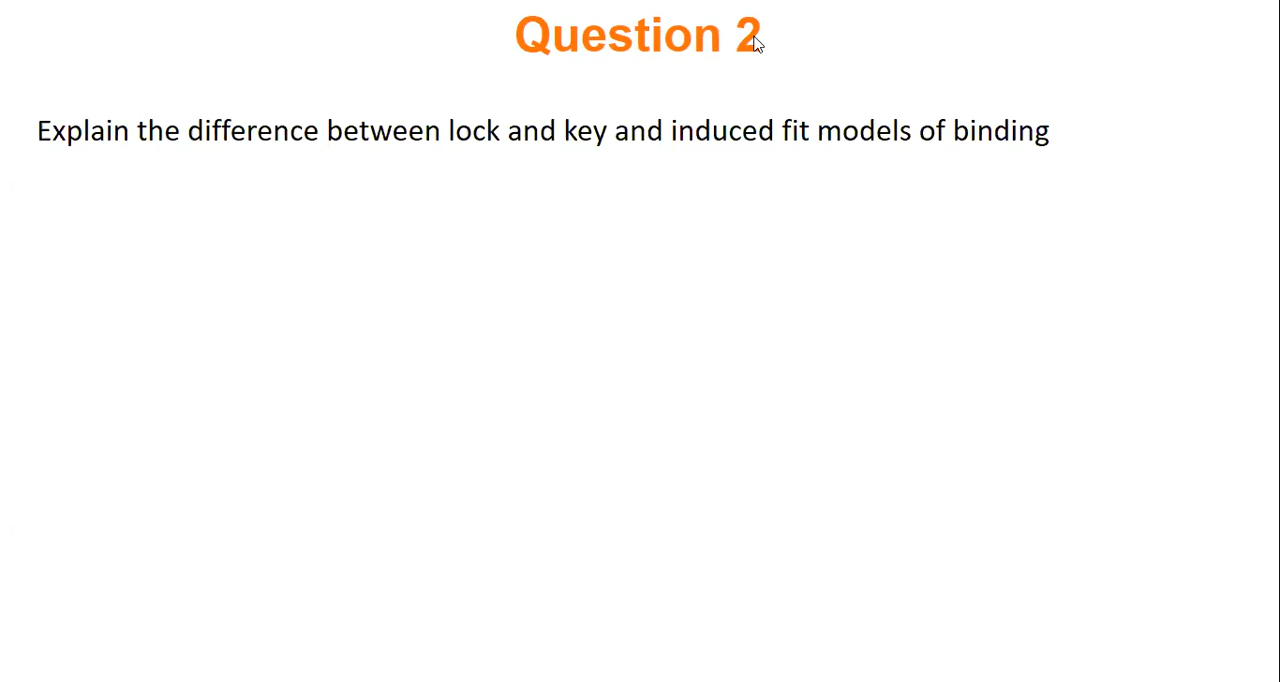 Question 2
Explain the difference between lock and key and induced fit models of binding